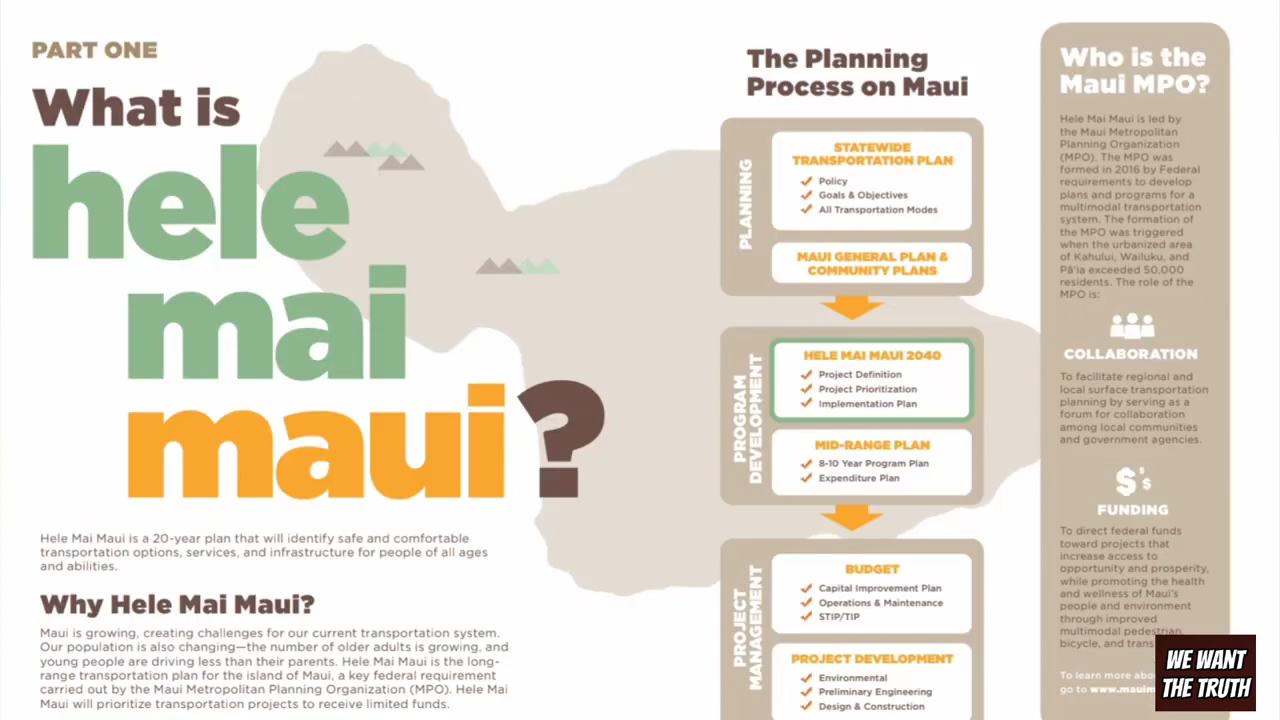 PART ONE
What is
hele
mai
maui?
Hele Mai Maui is a 20-year plan that will identify safe and comfortable
transportation options, services, and infrastructure for people of all ages
and abilities.
Why Hele Mai Maui?
Maui is growing, creating challenges for our current transportation system.
Our population is also changing—the number of older adults is growing, and
young people are driving less than their parents. Hele Mai Maui is the long-
range transportation plan for the island of Maui, a key federal requirement
carried out by the Maui Metropolitan Planning Organization (MPO). Hele Mai
Maui will prioritize transportation projects to receive limited funds.
The Planning
Process on Maui
PLANNING
STATEWIDE
TRANSPORTATION PLAN
Policy
Goals & Objectives
All Transportation Modes
MAUI GENERAL PLAN &
COMMUNITY PLANS
PROGRAM
DEVELOPMENT
HELE MAI MAUI 2040
Project Definition
Project Prioritization
Implementation Plan
MID-RANGE PLAN
8-10 Year Program Plan
Expenditure Plan
PROJECT
MANAGEMENT
BUDGET
Capital Improvement Plan
Operations & Maintenance
STIP/TIP
PROJECT DEVELOPMENT
Environmental
Preliminary Engineering
Design & Construction
Who is the
Maui MPO?
Hele Mai Maui is led by
the Maui Metropolitan
Planning Organization
(MPO). The MPO was
formed in 2016 by Federal
requirements to develop
plans and programs for a
multimodal transportation
system. The formation of
the MPO was triggered
when the urbanized area
of Kahului, Wailuku, and
Pāʻia exceeded 50,000
residents. The role of the
MPO is:
COLLABORATION
To facilitate regional and
local surface transportation
planning by serving as a
forum for collaboration
among local communities
and government agencies.
FUNDING
To direct federal funds
toward projects that
increase access to
opportunity and prosperity,
while promoting the health
and wellness of Maui's
people and environment
through improved
multimodal pedestrian,
bicycle, and
To learn more
go to
WE WANT
THE TRUTH